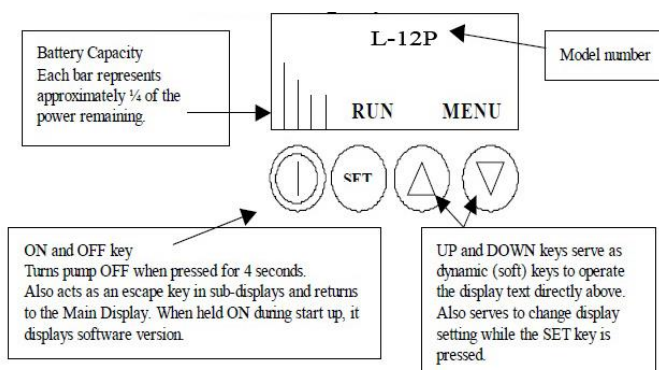 L-12P
RUN MENU
SET
Battery Capacity
Each bar represents
approximately ¼ of the
power remaining.
Model number
ON and OFF key
Turns pump OFF when pressed for 4 seconds.
Also acts as an escape key in sub-displays and returns
to the Main Display. When held ON during start up, it
displays software version.
UP and DOWN keys serve as
dynamic (soft) keys to operate
the display text directly above.
Also serves to change display
setting while the SET key is
pressed.